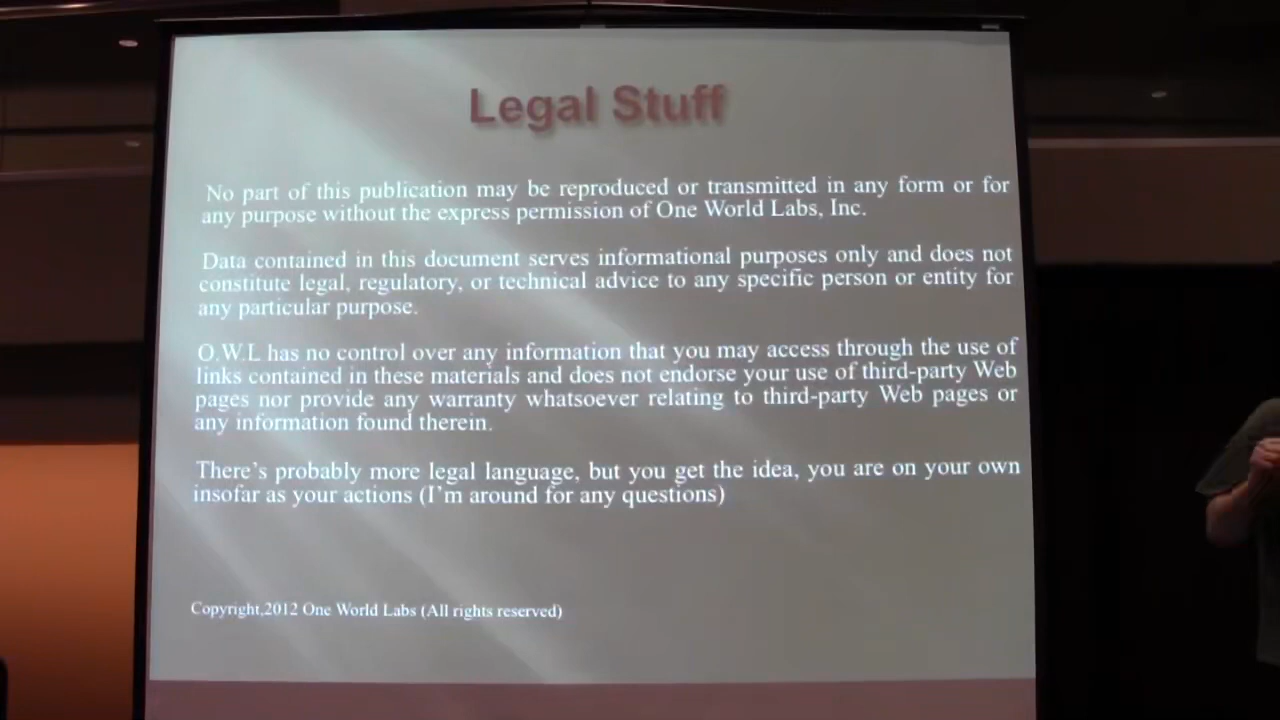 Legal Stuff
No part of this publication may be reproduced or transmitted in any form or for
any purpose without the express permission of One World Labs, Inc.
Data contained in this document serves informational purposes only and does not
constitute legal, regulatory, or technical advice to any specific person or entity for
any particular purpose.
O.W.L has no control over any information that you may access through the use of
links contained in these materials and does not endorse your use of third-party Web
pages nor provide any warranty whatsoever relating to third-party Web pages or
any information found therein.
There's probably more legal language, but you get the idea, you are on your own
insofar as your actions (I'm around for any questions)
Copyright,2012 One World Labs (All rights reserved)